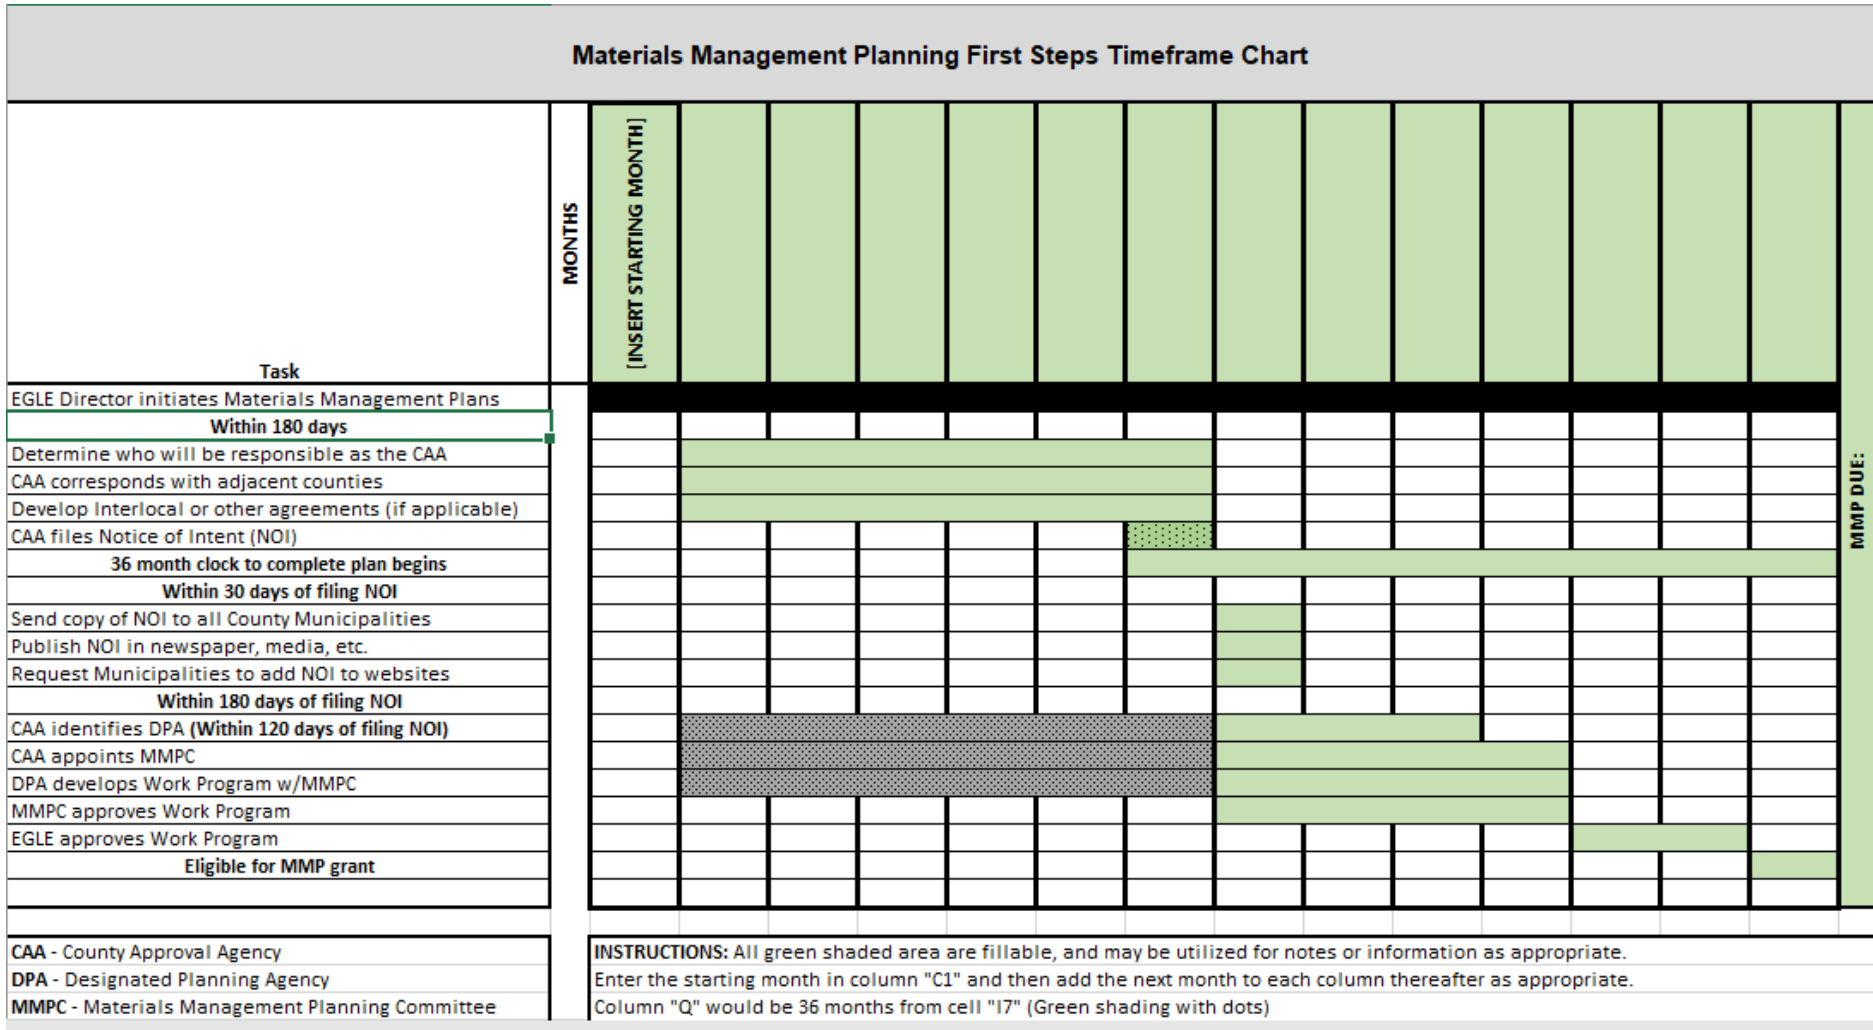 Materials Management Planning First Steps Timeframe Chart
Task
MONTHS
[INSERT STARTING MONTH]
EGLE Director initiates Materials Management Plans
Within 180 days
Determine who will be responsible as the CAA
CAA corresponds with adjacent counties
Develop Interlocal or other agreements (if applicable)
CAA files Notice of Intent (NOI)
36 month clock to complete plan begins
Within 30 days of filing NOI
Send copy of NOI to all County Municipalities
Publish NOI in newspaper, media, etc.
Request Municipalities to add NOI to websites
Within 180 days of filing NOI
CAA identifies DPA (Within 120 days of filing NOI)
CAA appoints MMPC
DPA develops Work Program w/MMPC
MMPC approves Work Program
EGLE approves Work Program
Eligible for MMP grant
MMP DUE:
CAA - County Approval Agency
DPA - Designated Planning Agency
MMPC - Materials Management Planning Committee
INSTRUCTIONS: All green shaded area are fillable, and may be utilized for notes or information as appropriate.
Enter the starting month in column "C1" and then add the next month to each column thereafter as appropriate.
Column "Q" would be 36 months from cell "I7" (Green shading with dots)